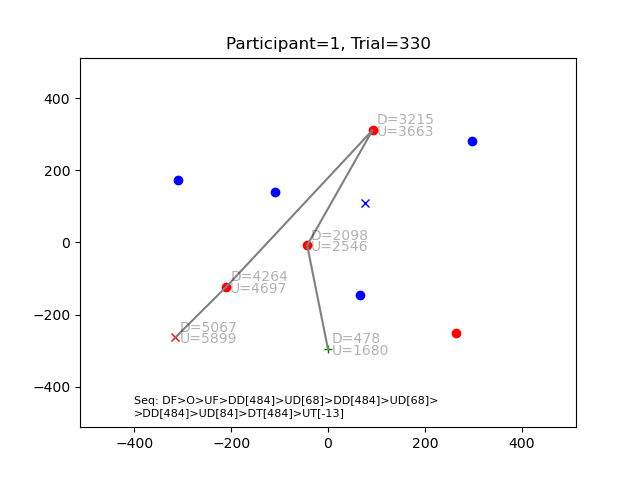 Participant=1, Trial=330
400
200
0
−200
−400
−400
−200
0
200
400
D=3215
U=3663
D=2098
U=2546
D=4264
U=4697
D=5067
U=5899
D=478
U=1680
Seq: DF>O>UF>DD[484]>UD[68]>DD[484]>UD[68]>
>DD[484]>UD[84]>DT[484]>UT[-13]